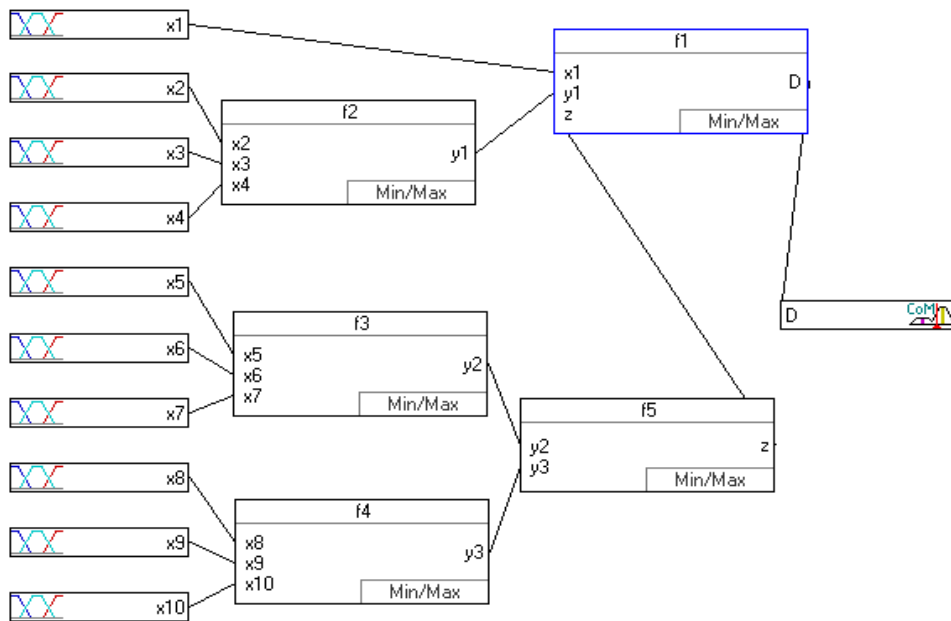 x1
x2
x3
x4
x5
x6
x7
x8
x9
x10
f2
x2
x3
x4
y1
Min/Max
f3
x5
x6
x7
y2
Min/Max
f4
x8
x9
x10
y3
Min/Max
f1
x1
y1
z
D
Min/Max
f5
y2
y3
z
Min/Max
D
CoM